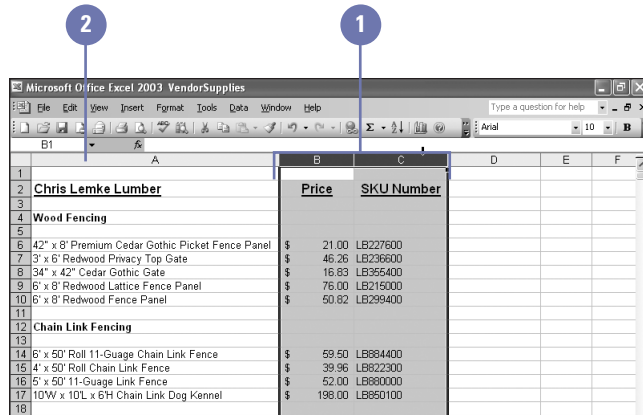 2 1
Microsoft Office Excel 2003 VendorSupplies
File Edit View Insert Format Tools Data Window Help Type a question for help
Arial 10 B
B1 fx
A B C D E F
1
2 Chris Lemke Lumber Price SKU Number
3
4 Wood Fencing
5
6 42" x 8' Premium Cedar Gothic Picket Fence Panel $ 21.00 LB227600
7 3' x 6' Redwood Privacy Top Gate $ 46.26 LB236600
8 34" x 42" Cedar Gothic Gate $ 16.83 LB355400
9 6' x 8' Redwood Lattice Fence Panel $ 76.00 LB215000
10 6' x 8' Redwood Fence Panel $ 50.82 LB299400
11
12 Chain Link Fencing
13
14 6' x 50' Roll 11-Guage Chain Link Fence $ 59.50 LB884400
15 4' x 50' Roll Chain Link Fence $ 39.96 LB822300
16 5' x 50' 11-Guage Link Fence $ 52.00 LB880000
17 10'W x 10'L x 6'H Chain Link Dog Kennel $ 198.00 LB850100
18